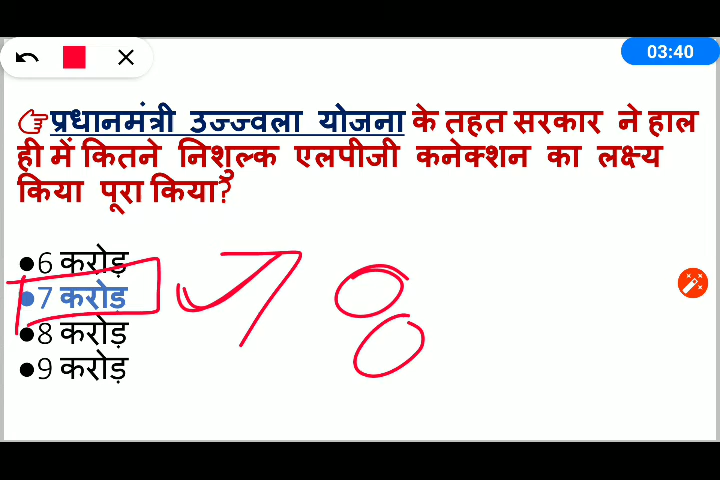 03:40
प्रधानमंत्री उज्ज्वला योजना के तहत सरकार ने हाल
ही में कितने निशुल्क एलपीजी कनेक्शन का लक्ष्य
किया पूरा किया?
●6 करोड़
●7 करोड़
●8 करोड़
●9 करोड़
7 8